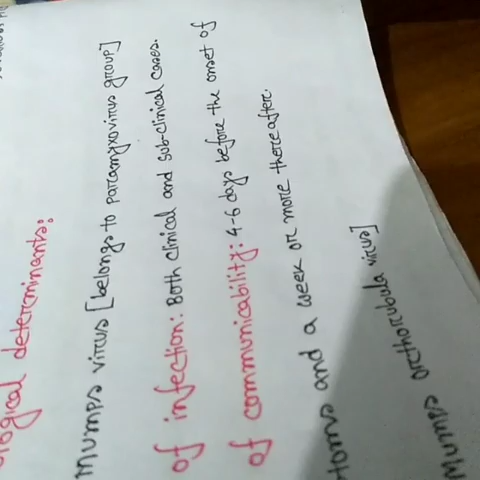 ological determinants:
Mumps virus [belongs to paramyxovirus group]
of infection: Both clinical and sub-clinical cases.
of communicability: 4-6 days before the onset of
toms and a week or more thereafter.
Mumps orthorubula virus]